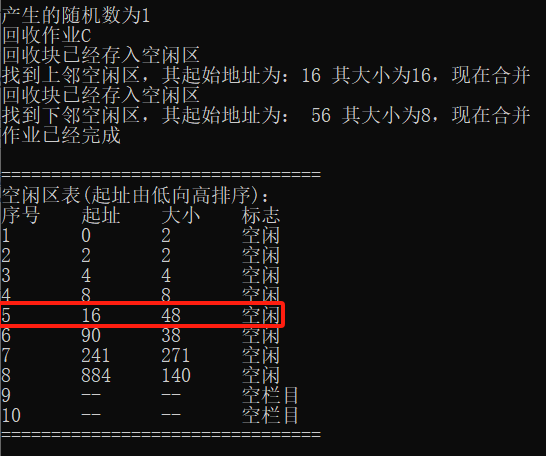 产生的随机数为1
回收作业C
回收块已经存入空闲区
找到上邻空闲区，其起始地址为：16 其大小为16，现在合并
回收块已经存入空闲区
找到下邻空闲区，其起始地址为： 56 其大小为8，现在合并
作业已经完成
================================
空闲区表(起址由低向高排序)：
序号 起址 大小 标志
1 0 2 空闲
2 2 2 空闲
3 4 4 空闲
4 8 8 空闲
5 16 48 空闲
6 90 38 空闲
7 241 271 空闲
8 884 140 空闲
9 -- -- 空栏目
10 -- -- 空栏目
================================